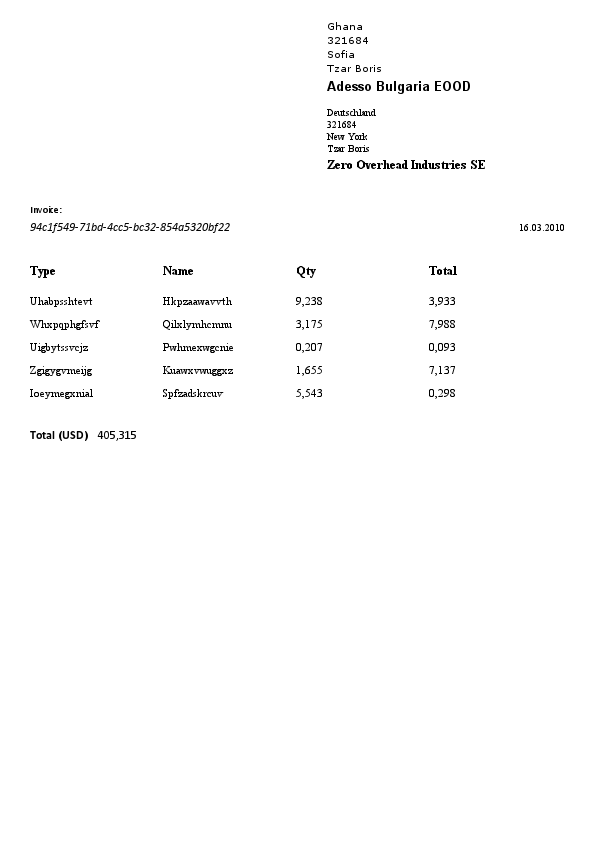 Ghana
321684
Sofia
Tzar Boris
Adesso Bulgaria EOOD
Deutschland
321684
New York
Tzar Boris
Zero Overhead Industries SE
Invoice:
94c1f549-71bd-4cc5-bc32-854a5320bf22 16.03.2010
Type Name Qty Total
Uhabpsshtevt Hkpzaawavvth 9,238 3,933
Whxpqphgfsvf Qilxlymhcmnu 3,175 7,988
Uigbytssvcjz Pwhmexwgcnie 0,207 0,093
Zgigygvmeijg Kuawxvwuggxz 1,655 7,137
Ioeymegxnial Spfzadskrcuv 5,543 0,298
Total (USD) 405,315